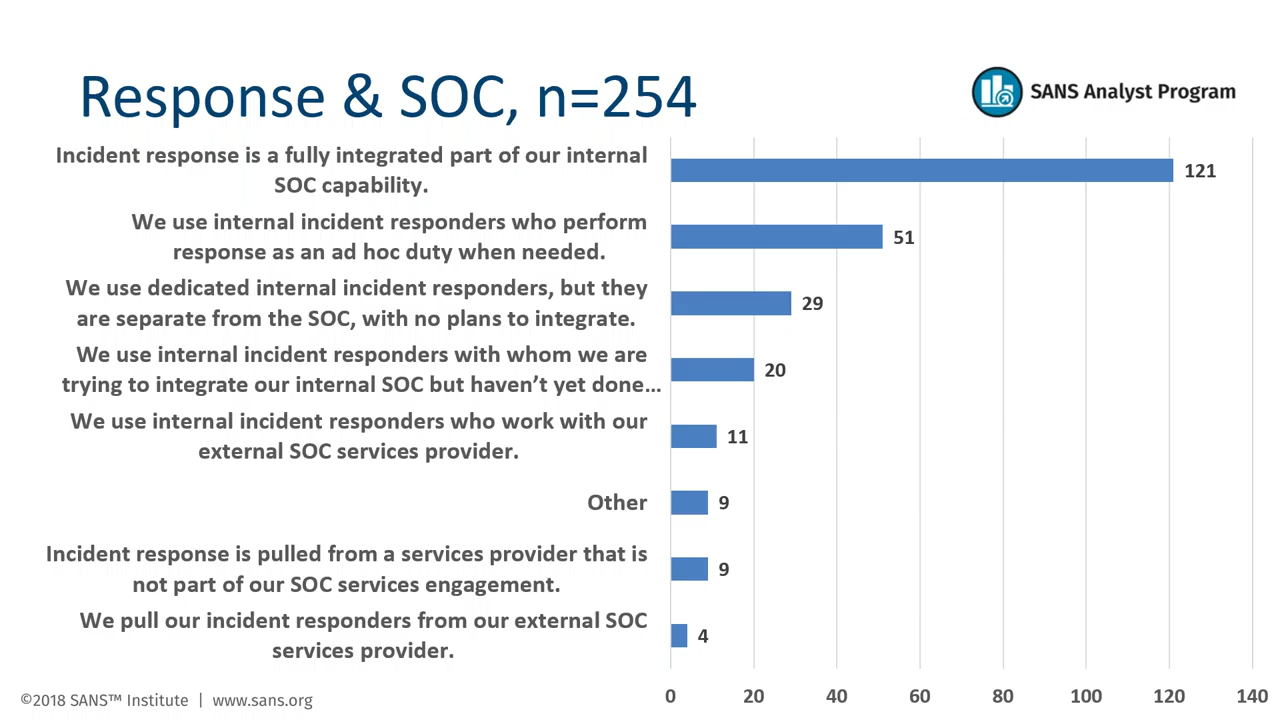 Response & SOC, n=254
SANS Analyst Program
Incident response is a fully integrated part of our internal
SOC capability.
121
We use internal incident responders who perform
response as an ad hoc duty when needed.
51
We use dedicated internal incident responders, but they
are separate from the SOC, with no plans to integrate.
29
We use internal incident responders with whom we are
trying to integrate our internal SOC but haven’t yet done…
20
We use internal incident responders who work with our
external SOC services provider.
11
Other
9
Incident response is pulled from a services provider that is
not part of our SOC services engagement.
9
We pull our incident responders from our external SOC
services provider.
4
0 20 40 60 80 100 120 140
©2018 SANS™ Institute | www.sans.org